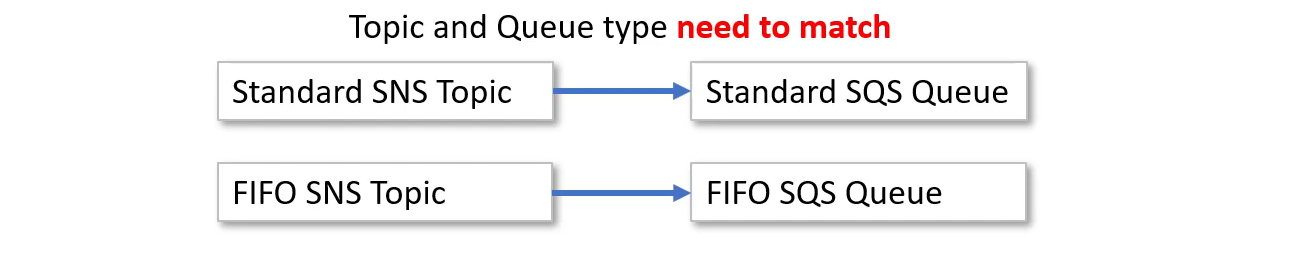 Topic and Queue type need to match
Standard SNS Topic
Standard SQS Queue
FIFO SNS Topic
FIFO SQS Queue